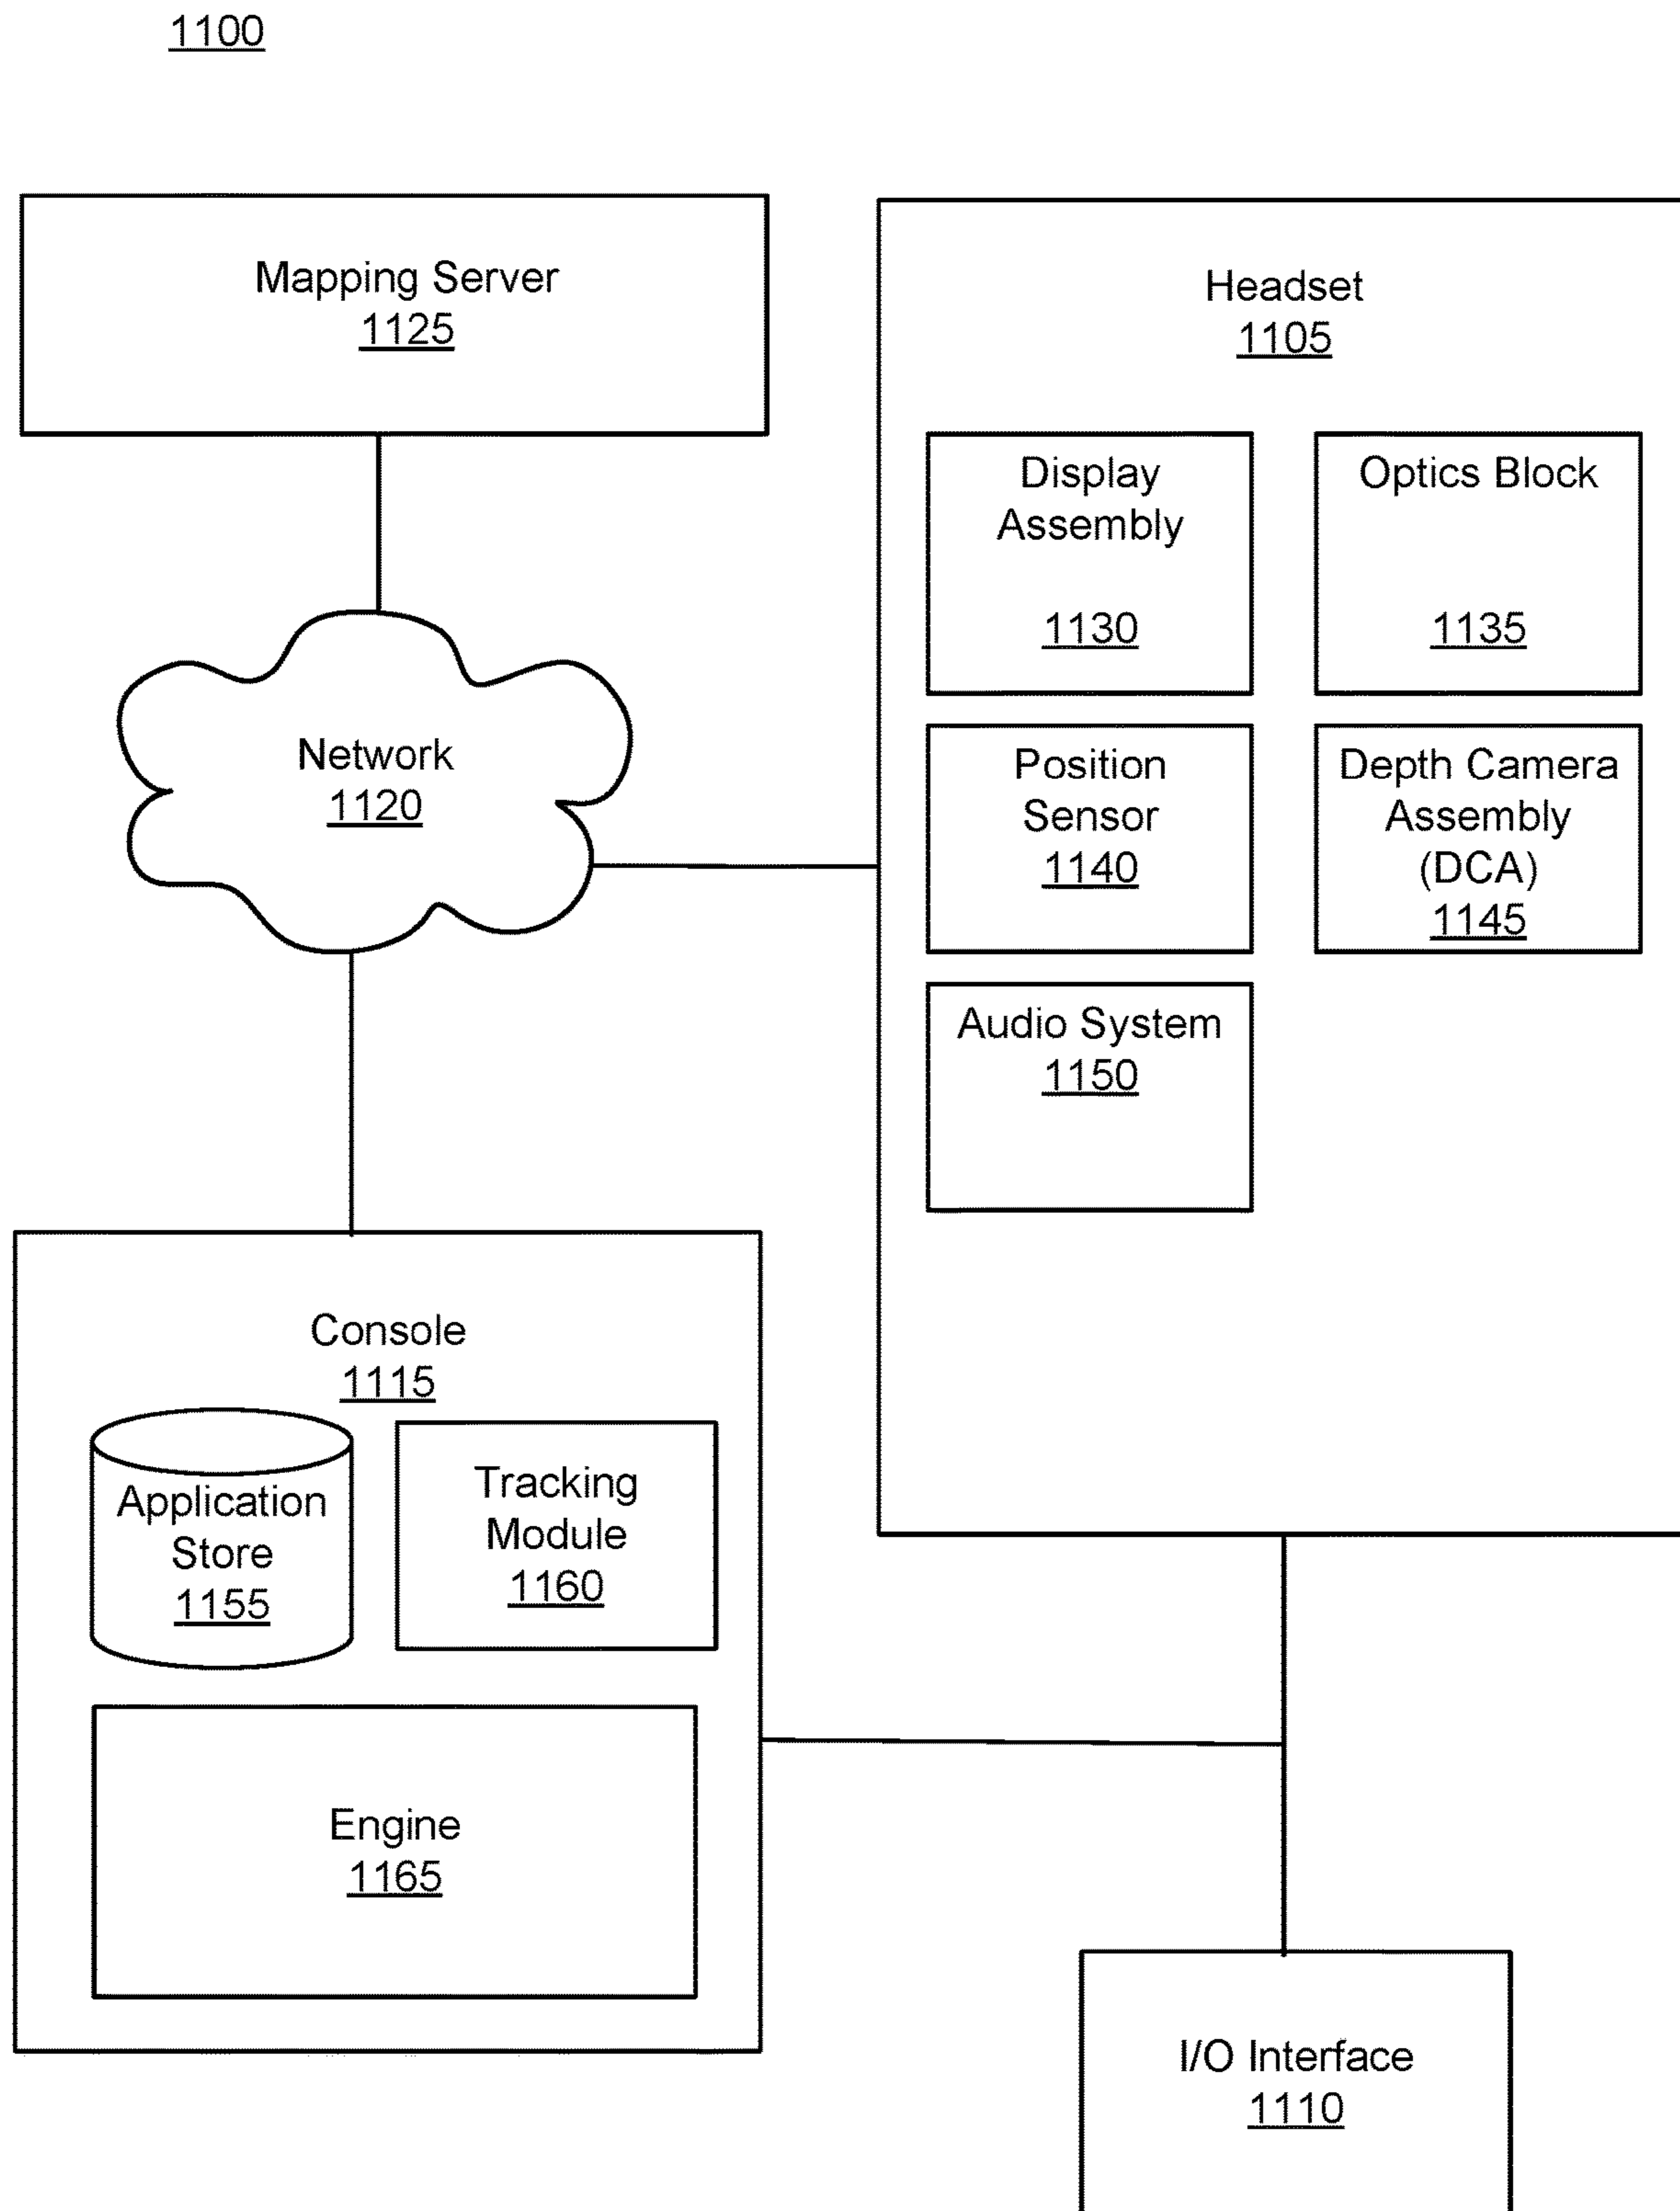 1100
Mapping Server
1125
Headset
1105
Display
Assembly
1130
Optics Block
1135
Position
Sensor
1140
Depth Camera
Assembly
(DCA)
1145
Audio System
1150
Network
1120
Console
1115
Application
Store
1155
Tracking
Module
1160
Engine
1165
I/O Interface
1110